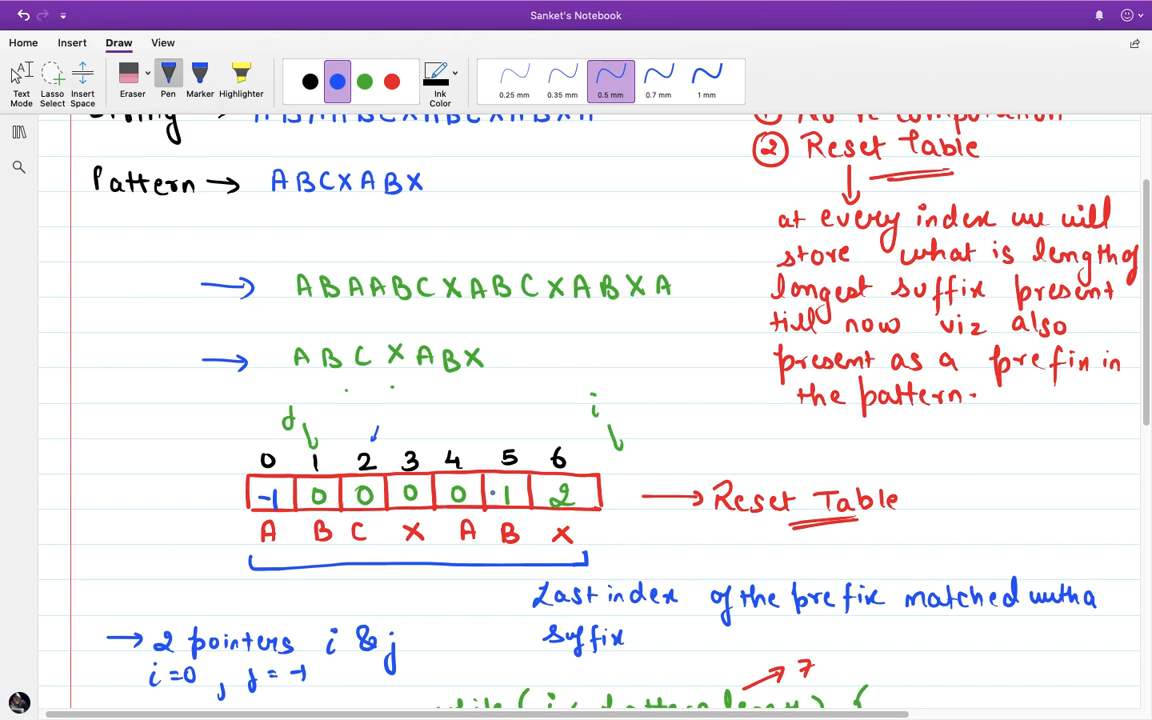 Sanket's Notebook
Home Insert Draw View
Text Mode
Lasso Select
Insert Space
Eraser
Pen
Marker
Highlighter
Ink Color
0.25 mm
0.35 mm
0.5 mm
0.7 mm
1 mm
→ ABAABCXABCXABXA
Pattern → ABCXABX
② Reset Table
at every index we will
store what is length of
longest suffix present
till now viz also
present as a prefix in
the pattern.
→ ABAABCXABCXABXA
→ ABCXABX
j i
0 1 2 3 4 5 6
-1 0 0 0 0 1 2
A B C X A B X
→ Reset Table
Last index of the prefix matched with a
suffix
→ 2 pointers i & j
i=0, j=-1
7